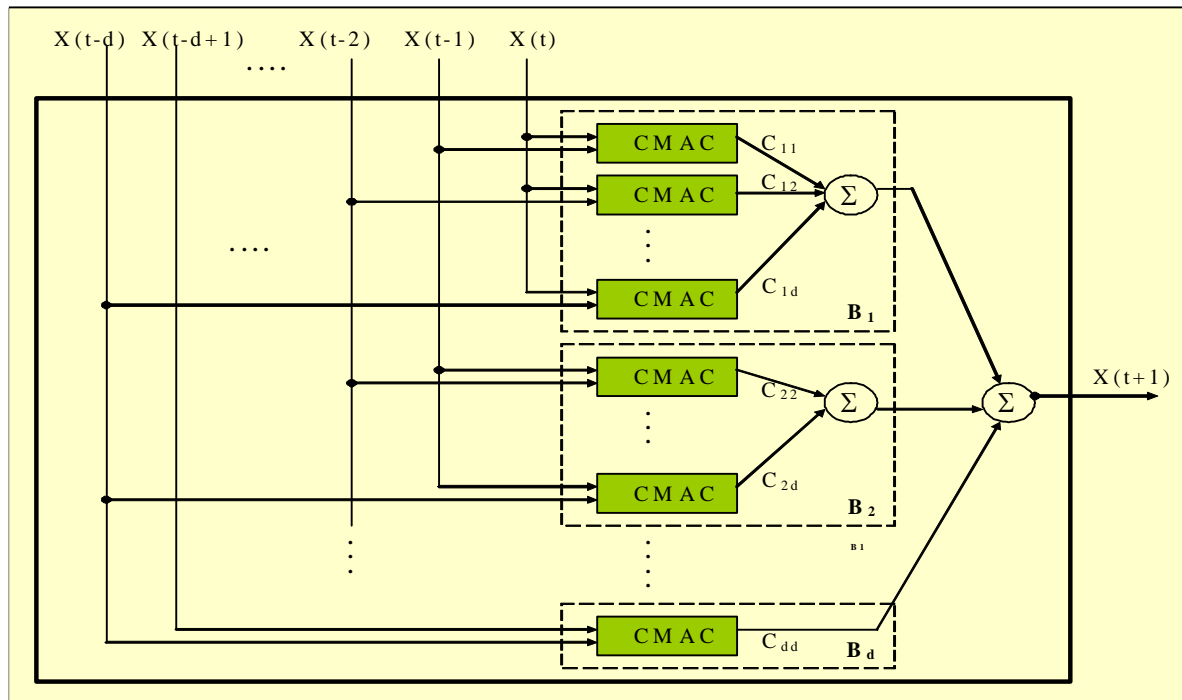 X(t-d) X(t-d+1) .... X(t-2) X(t-1) X(t)
CMAC C11
CMAC C12
Σ
....
CMAC C1d
B1
CMAC C22
Σ
CMAC C2d
B2
Σ X(t+1)
B1
CMAC Cdd
Bd